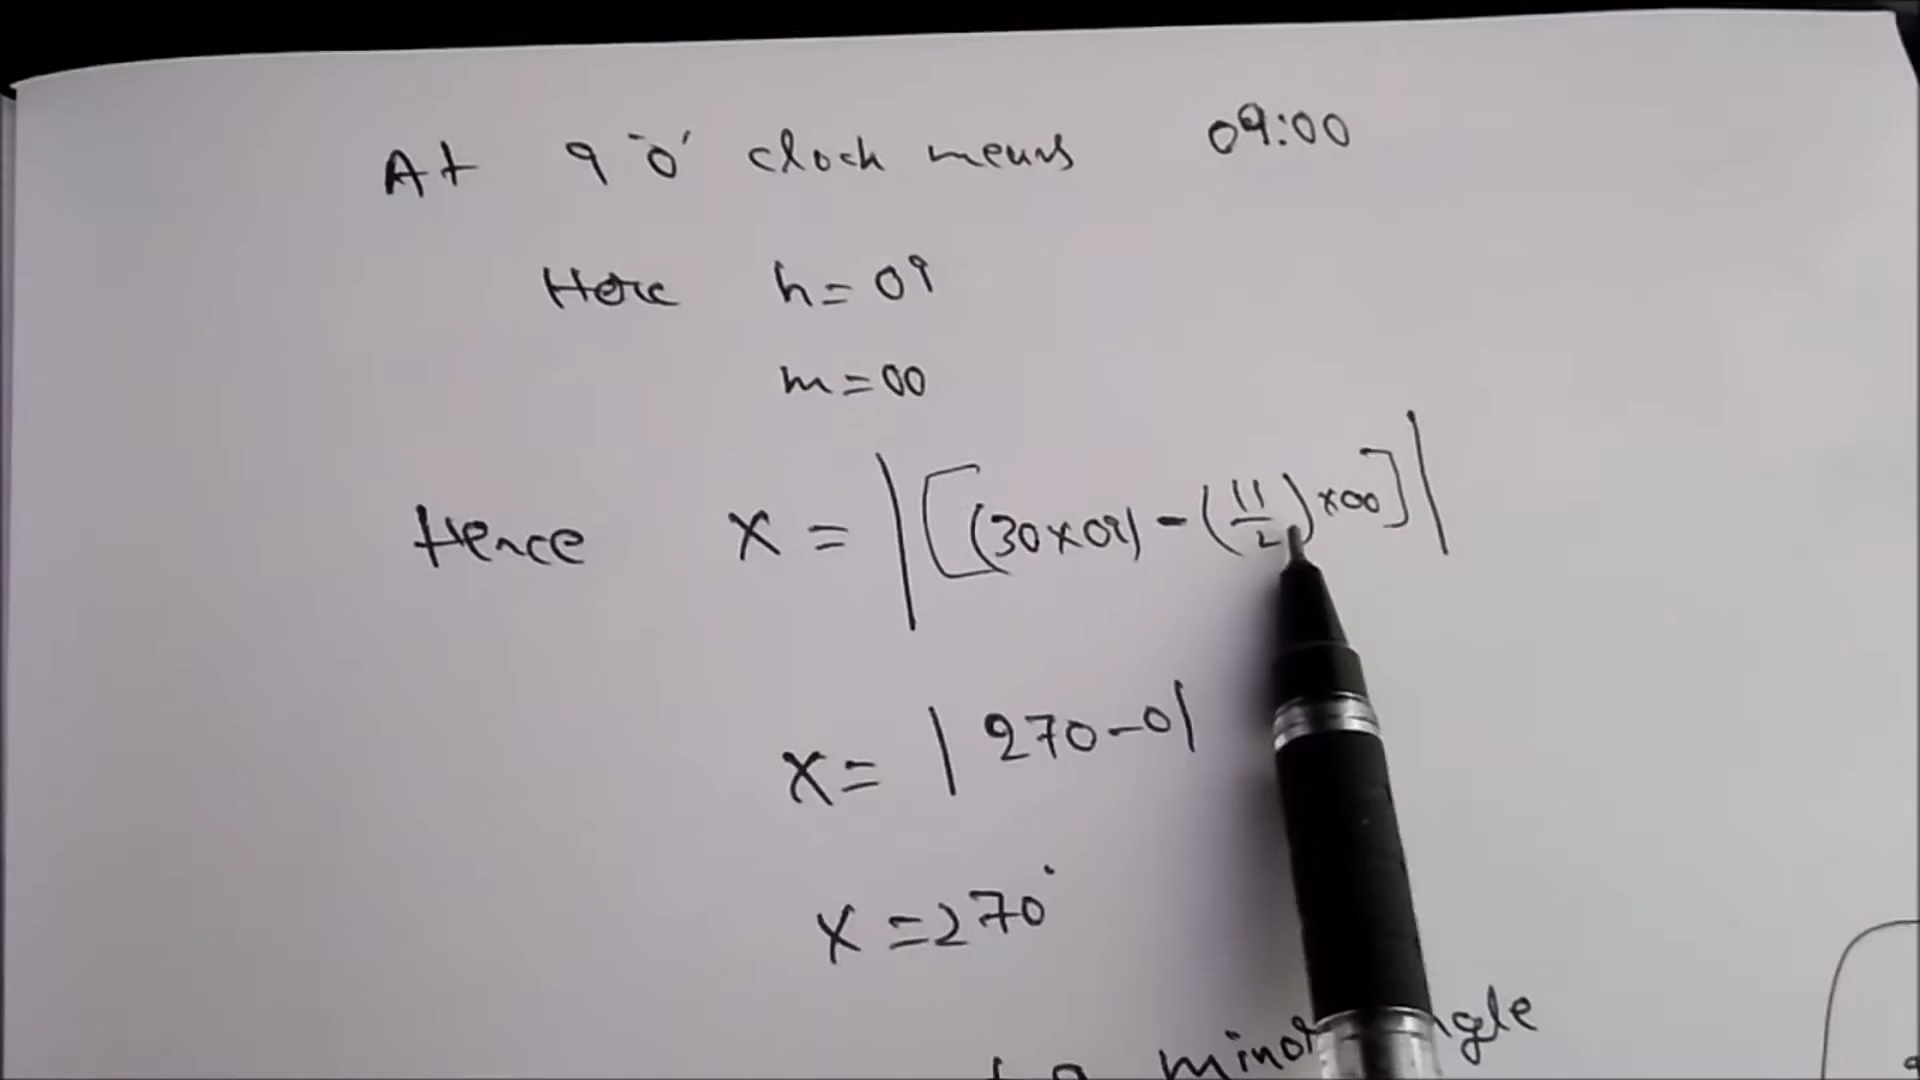 At 9 'o' clock means 09:00
Here h = 09
m = 00
Hence X = |[(30×09) - (11/2)×00]|
X = |270-0|
X = 270°
minor angle